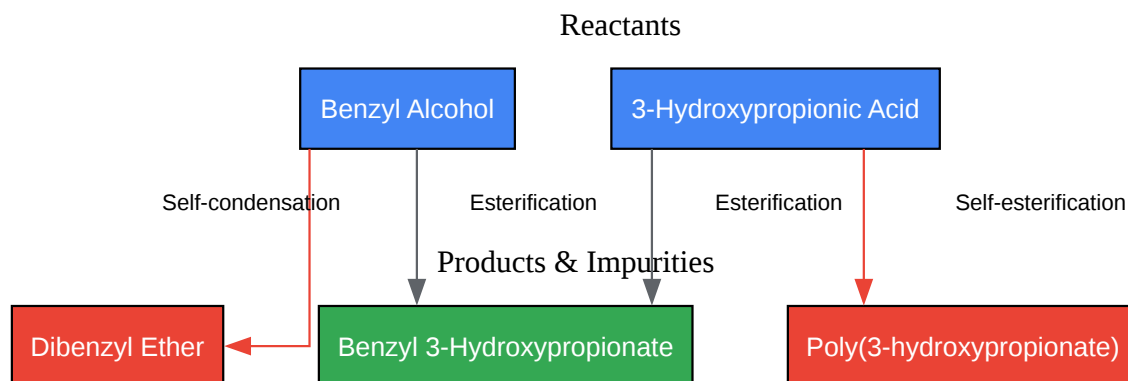 Reactants
Benzyl Alcohol
3-Hydroxypropionic Acid
Self-condensation
Esterification
Esterification
Self-esterification
Products & Impurities
Dibenzyl Ether
Benzyl 3-Hydroxypropionate
Poly(3-hydroxypropionate)